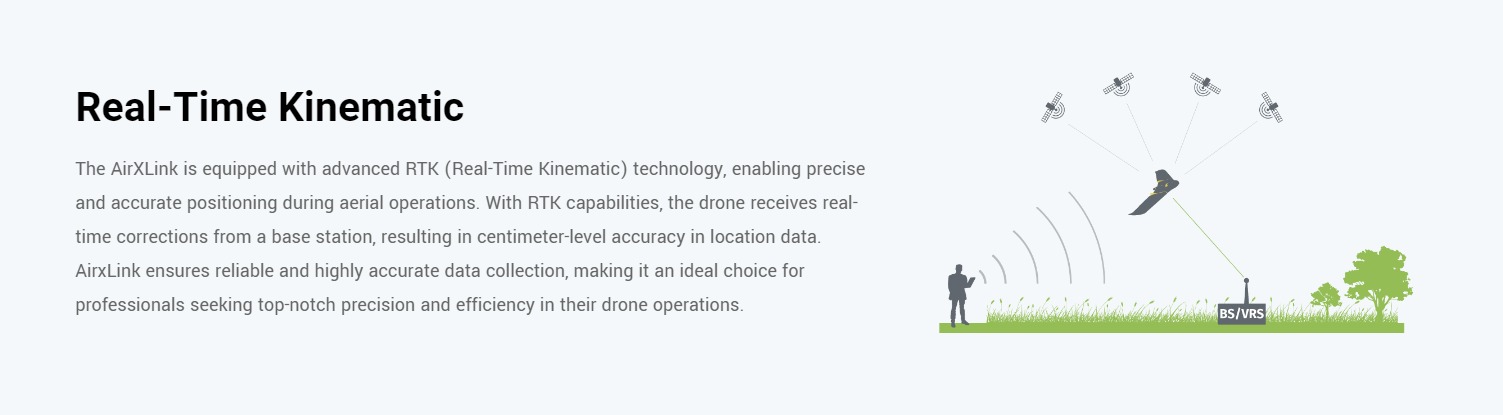 Real-Time Kinematic
The AirXLink is equipped with advanced RTK (Real-Time Kinematic) technology, enabling precise
and accurate positioning during aerial operations. With RTK capabilities, the drone receives real-
time corrections from a base station, resulting in centimeter-level accuracy in location data.
AirxLink ensures reliable and highly accurate data collection, making it an ideal choice for
professionals seeking top-notch precision and efficiency in their drone operations.
BS/VRS